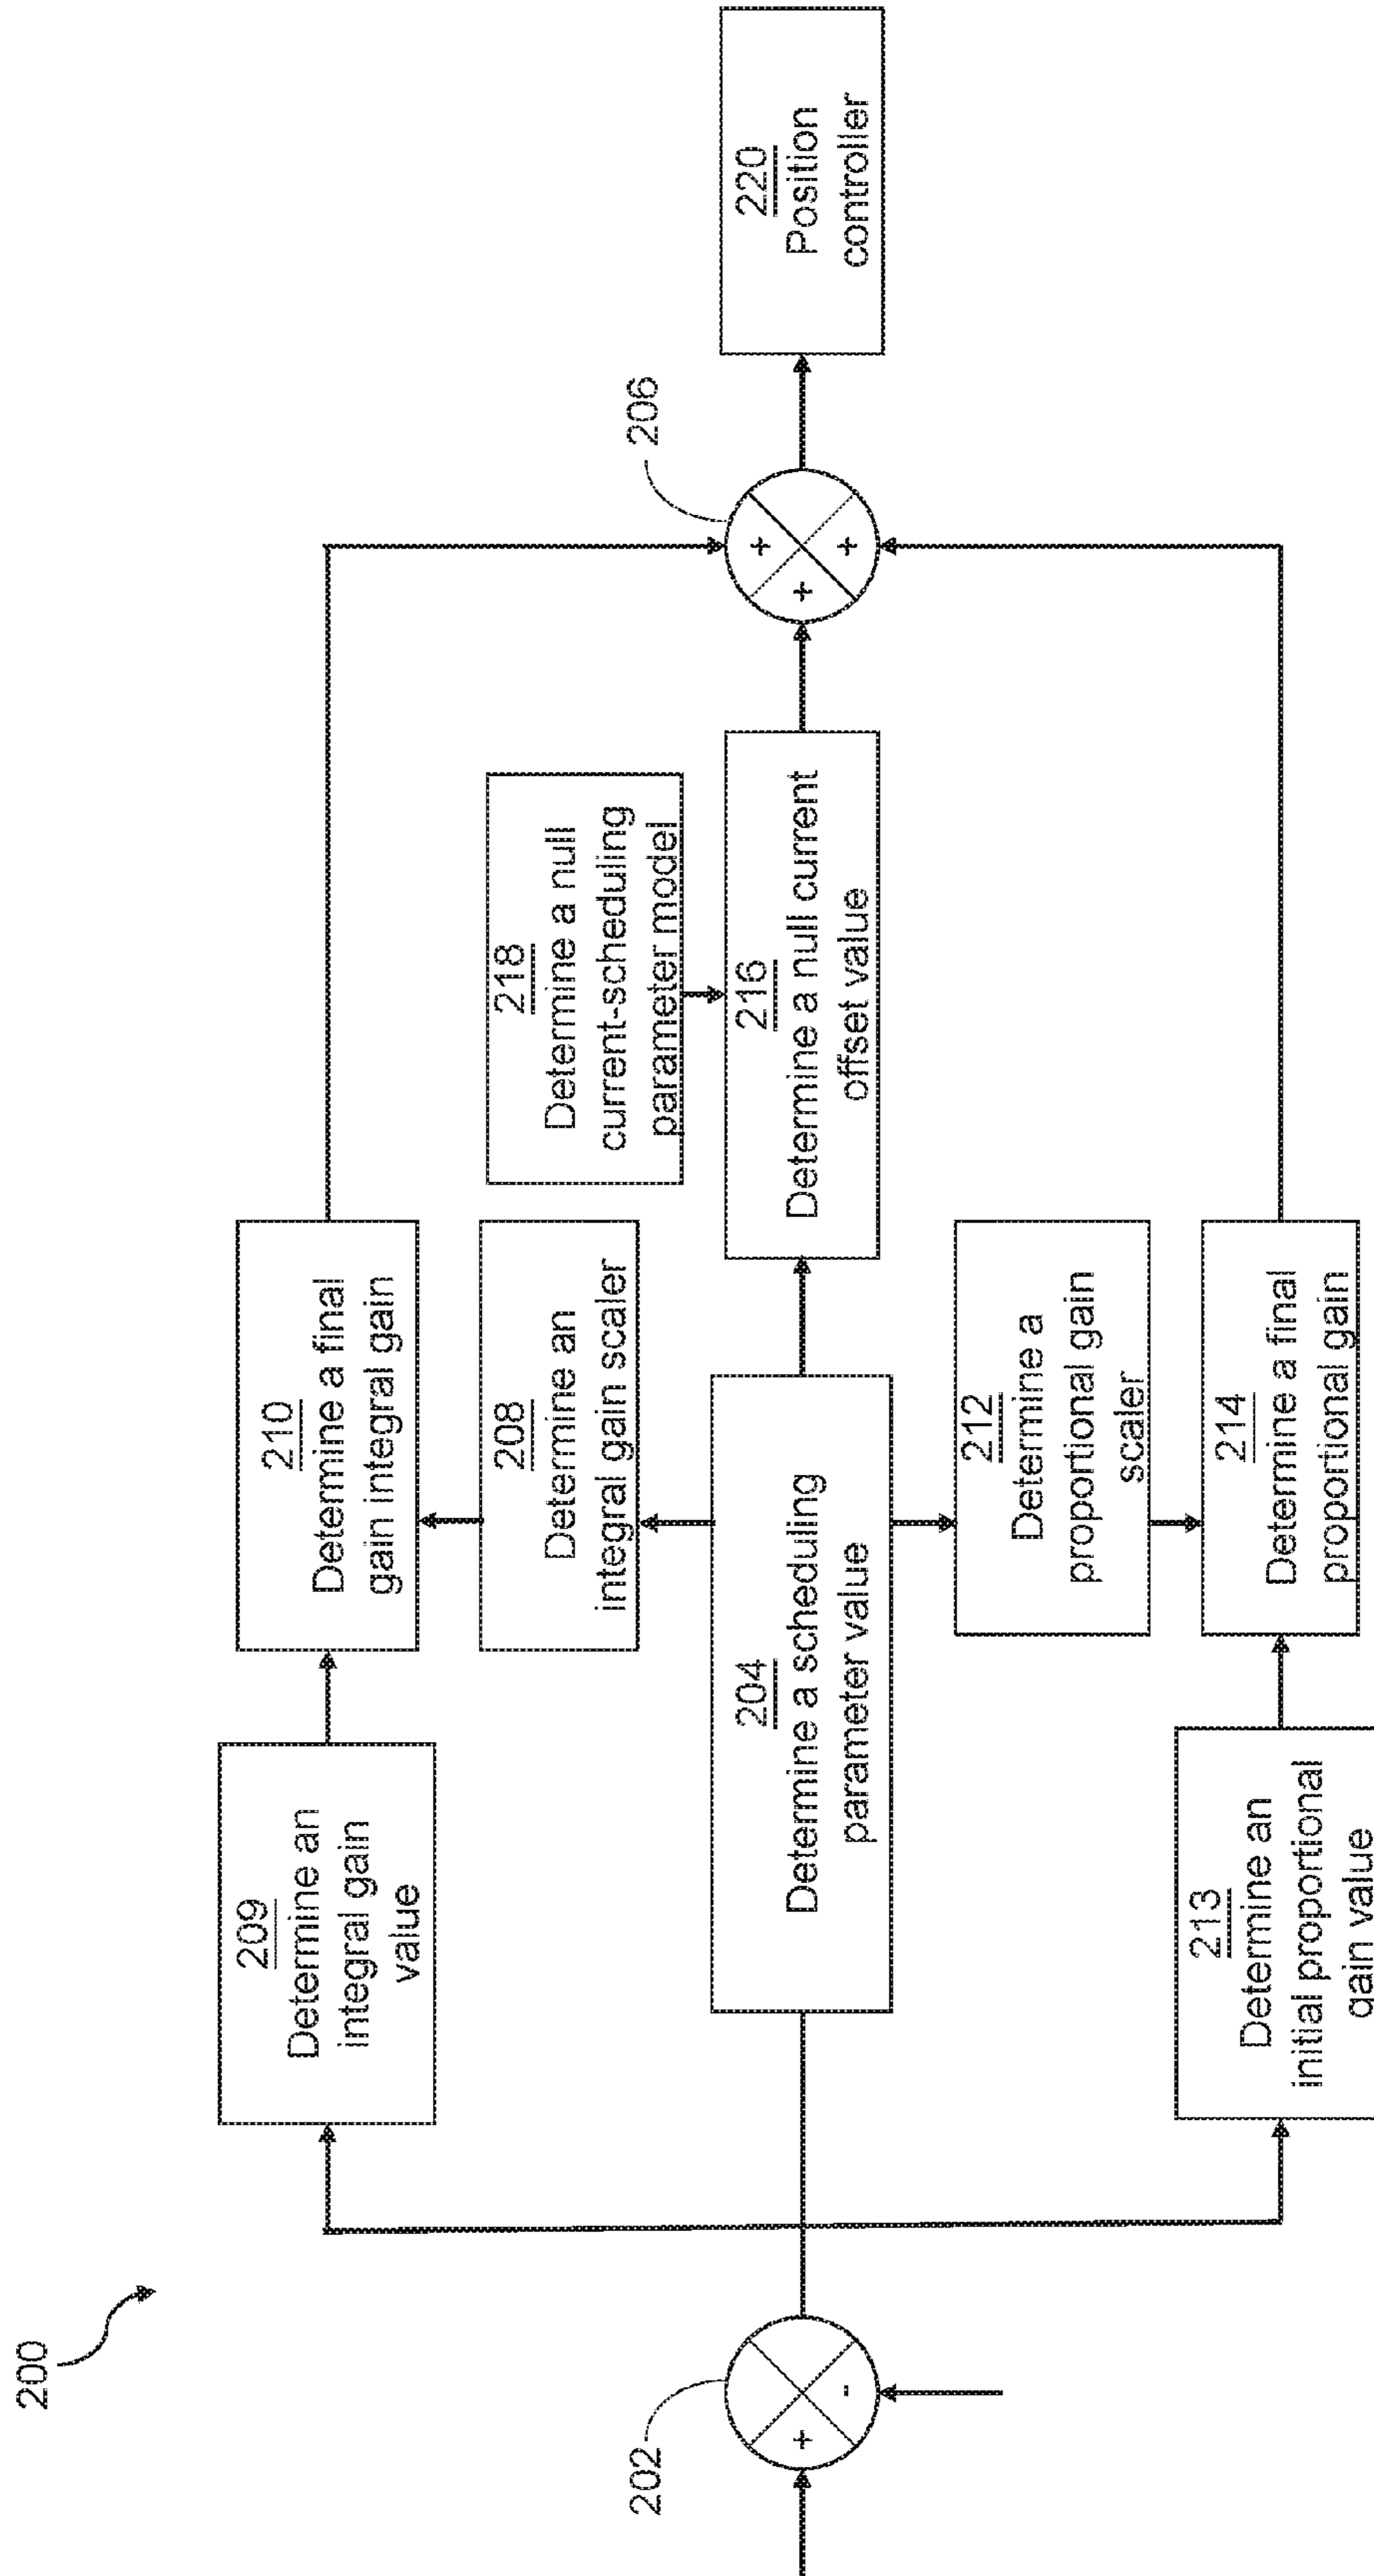 200
202
+
-
209
Determine an
integral gain
value
210
Determine a final
gain integral gain
208
Determine an
integral gain scaler
204
Determine a scheduling
parameter value
218
Determine a null
current-scheduling
parameter model
216
Determine a null current
offset value
212
Determine a
proportional gain
scaler
213
Determine an
initial proportional
gain value
214
Determine a final
proportional gain
206
+
+
+
220
Position
controller